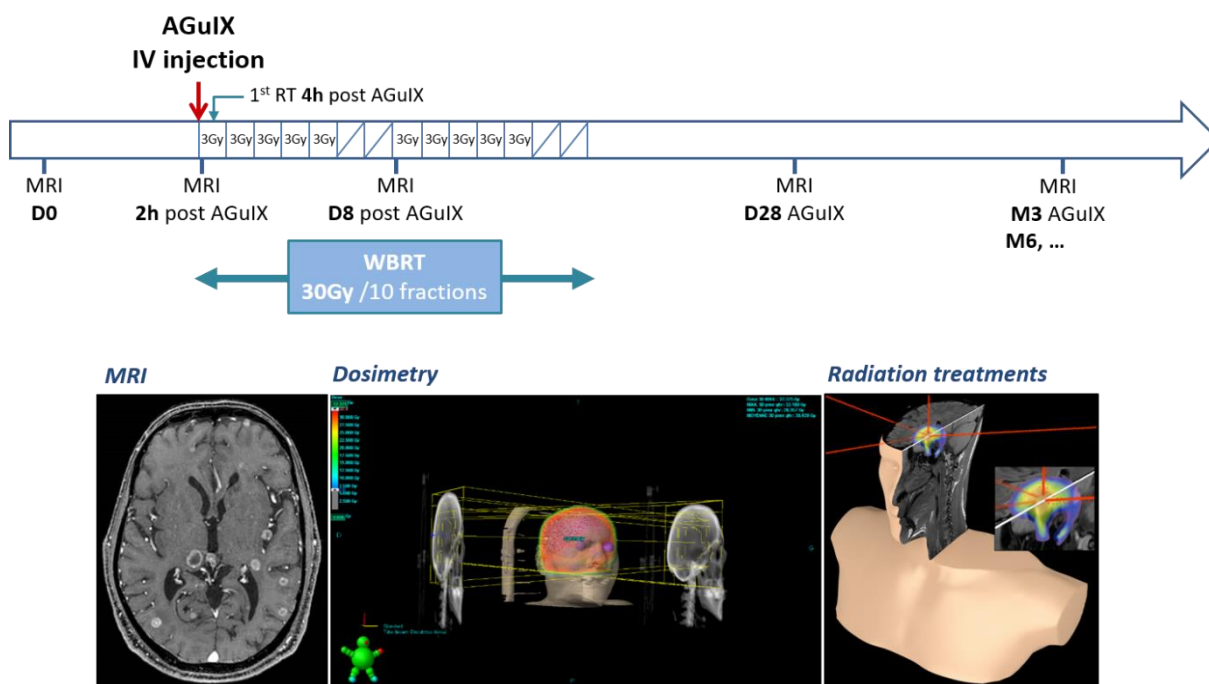 AGuIX
IV injection
1st RT 4h post AGuIX
3Gy 3Gy 3Gy 3Gy 3Gy 3Gy 3Gy 3Gy 3Gy 3Gy
MRI MRI MRI MRI MRI
D0 2h post AGuIX D8 post AGuIX D28 AGuIX M3 AGuIX
M6, ...
WBRT
30Gy /10 fractions
MRI Dosimetry Radiation treatments